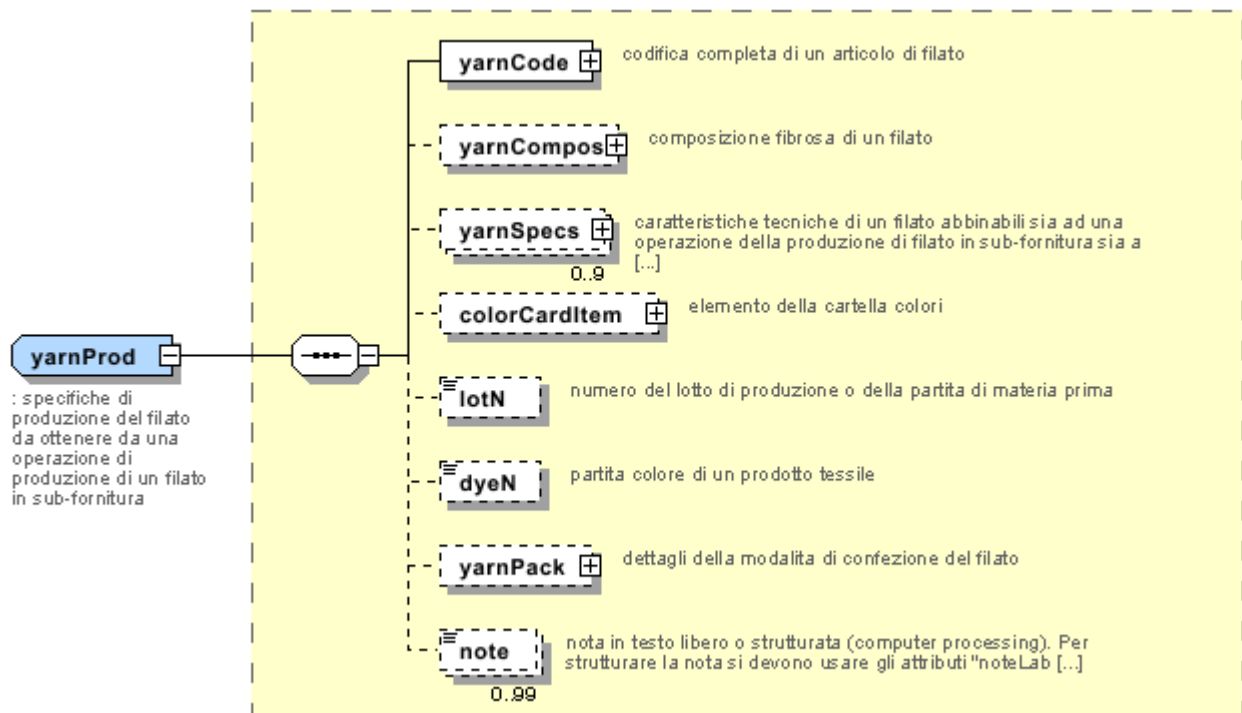 yarnCode
codifica completa di un articolo di filato
yarnCompos
composizione fibrosa di un filato
yarnSpecs
caratteristiche tecniche di un filato abbinabili sia ad una
operazione della produzione di filato in sub-fornitura sia a
[...]
0..9
colorCardItem
elemento della cartella colori
yarnProd
: specifiche di
produzione del filato
da ottenere da una
operazione di
produzione di un filato
in sub-fornitura
lotN
numero del lotto di produzione o della partita di materia prima
dyeN
partita colore di un prodotto tessile
yarnPack
dettagli della modalita di confezione del filato
note
nota in testo libero o strutturata (computer processing). Per
strutturare la nota si devono usare gli attributi "noteLab [...]
0..99